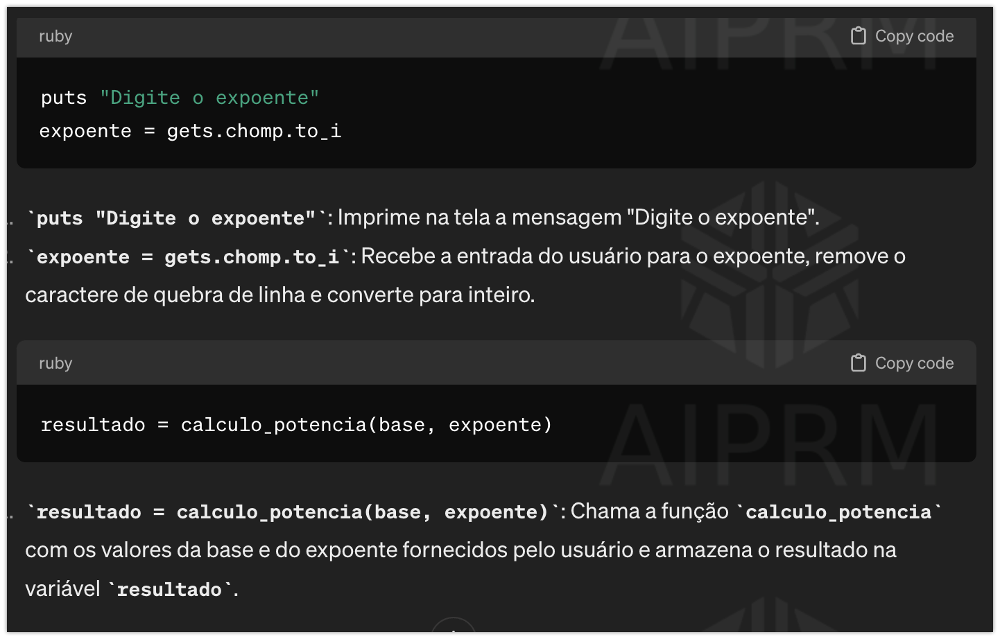 ruby
Copy code
puts "Digite o expoente"
expoente = gets.chomp.to_i
`puts "Digite o expoente"`: Imprime na tela a mensagem "Digite o expoente".
`expoente = gets.chomp.to_i`: Recebe a entrada do usuário para o expoente, remove o
caractere de quebra de linha e converte para inteiro.
ruby
Copy code
resultado = calculo_potencia(base, expoente)
`resultado = calculo_potencia(base, expoente)`: Chama a função `calculo_potencia`
com os valores da base e do expoente fornecidos pelo usuário e armazena o resultado na
variável `resultado`.
AIPRM
AIPRM